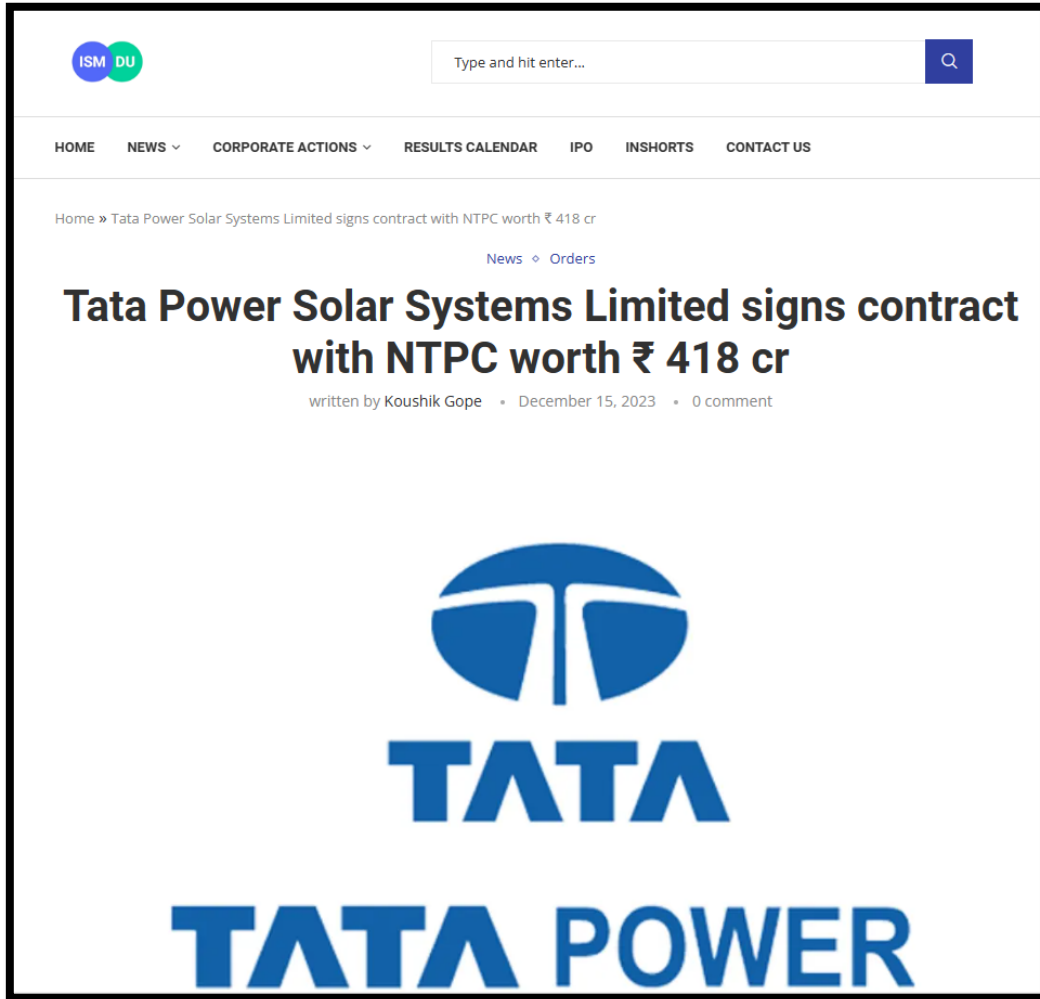 ISM DU
Type and hit enter...
HOME NEWS CORPORATE ACTIONS RESULTS CALENDAR IPO INSHORTS CONTACT US
Home » Tata Power Solar Systems Limited signs contract with NTPC worth ₹ 418 cr
News ⋄ Orders
Tata Power Solar Systems Limited signs contract
with NTPC worth ₹ 418 cr
written by Koushik Gope • December 15, 2023 • 0 comment
TATA
TATA POWER